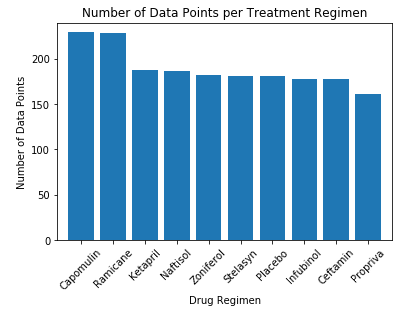 Number of Data Points per Treatment Regimen
Number of Data Points
200
150
100
50
0
Capomulin
Ramicane
Ketapril
Naftisol
Zoniferol
Stelasyn
Placebo
Infubinol
Ceftamin
Propriva
Drug Regimen